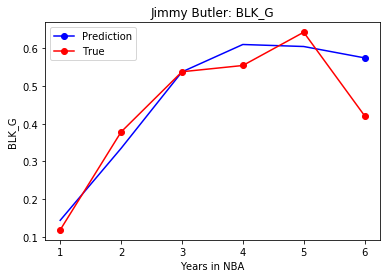 Jimmy Butler: BLK_G
Prediction
True
BLK_G
0.6
0.5
0.4
0.3
0.2
0.1
1 2 3 4 5 6
Years in NBA